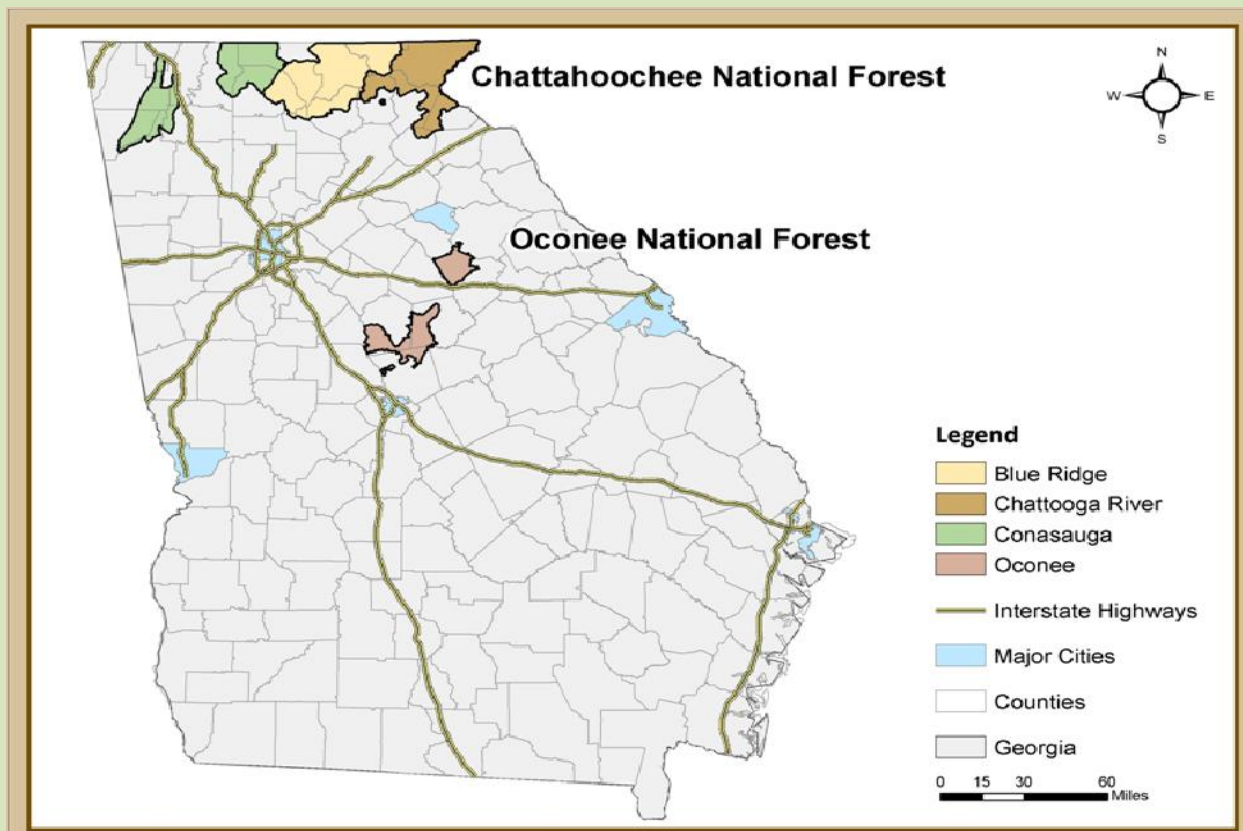 Chattahoochee National Forest
N
W
E
S
Oconee National Forest
Legend
Blue Ridge
Chattooga River
Conasauga
Oconee
Interstate Highways
Major Cities
Counties
Georgia
0 15 30 60
Miles